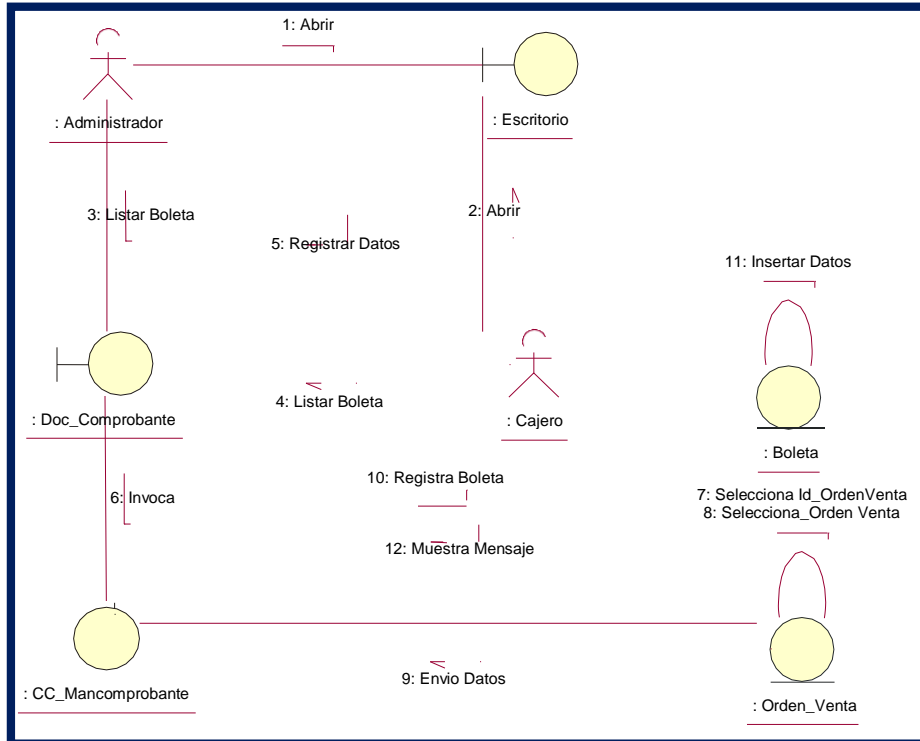 1: Abrir
: Administrador
: Escritorio
3: Listar Boleta
2: Abrir
5: Registrar Datos
11: Insertar Datos
4: Listar Boleta
: Doc_Comprobante
: Cajero
: Boleta
10: Registra Boleta
6: Invoca
7: Selecciona Id_OrdenVenta
8: Selecciona_Orden Venta
12: Muestra Mensaje
9: Envio Datos
: CC_Mancomprobante
: Orden_Venta